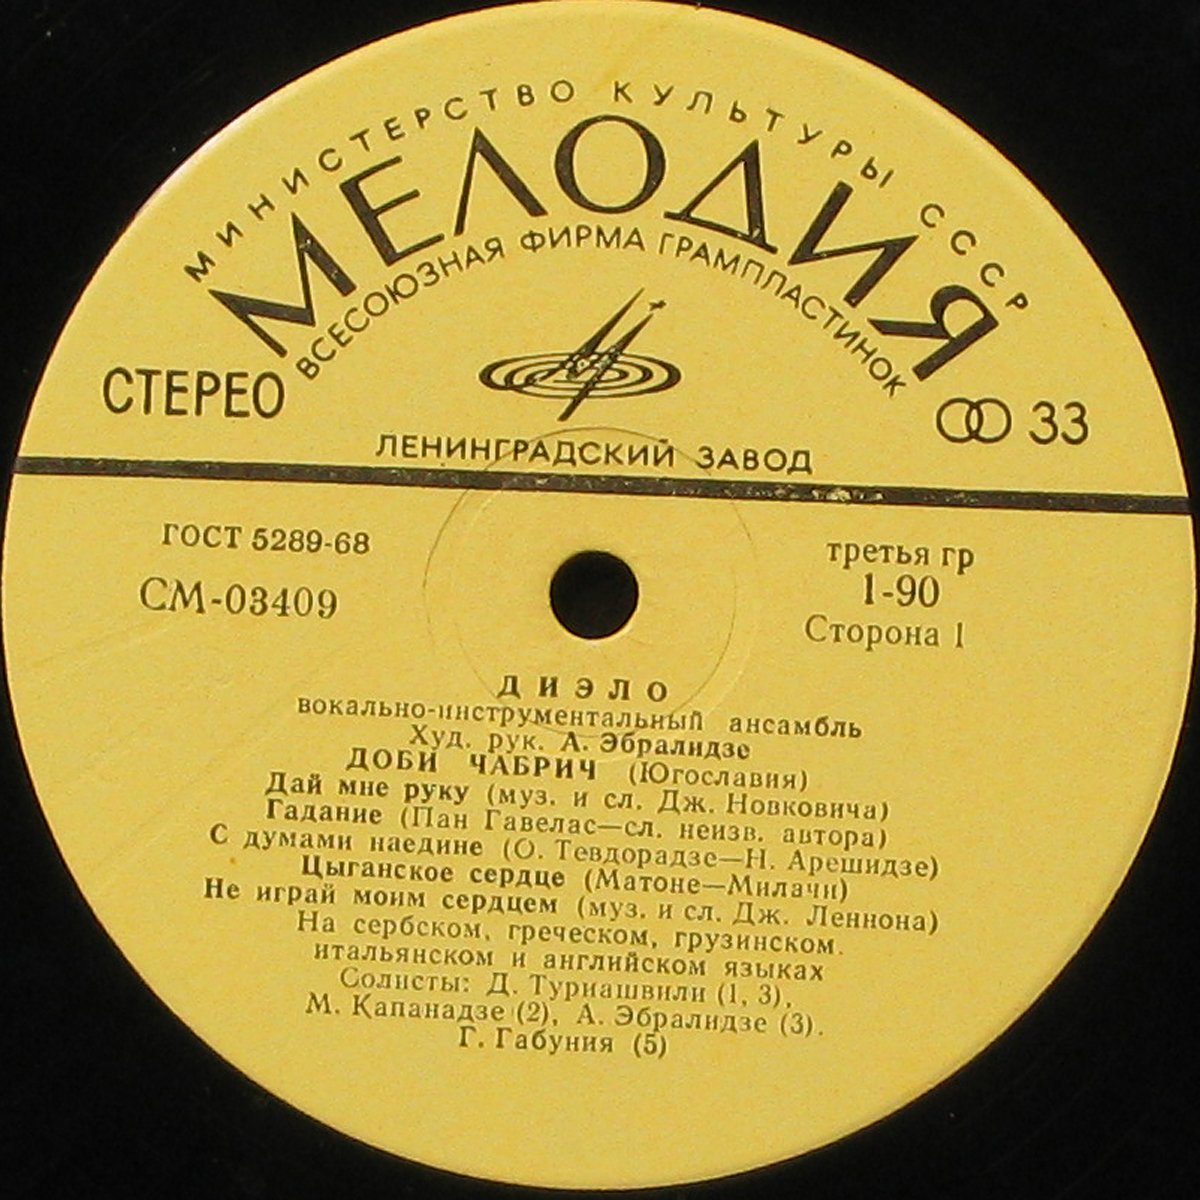 МИНИСТЕРСТВО КУЛЬТУРЫ СССР
МЕЛОДИЯ
ВСЕСОЮЗНАЯ ФИРМА ГРАМПЛАСТИНОК
СТЕРЕО
33
ЛЕНИНГРАДСКИЙ ЗАВОД
ГОСТ 5289-68
третья гр
СМ-03409
1-90
Сторона 1
ДИЭЛО
вокально-инструментальный ансамбль
Худ. рук. А. Эбралидзе
ДОБИ ЧАБРИЧ (Югославия)
Дай мне руку (муз. и сл. Дж. Новковича)
Гадание (Пан Гавелас—сл. неизв. автора)
С думами наедине (О. Тевдорадзе—Н. Арешидзе)
Цыганское сердце (Матоне—Милачи)
Не играй моим сердцем (муз. и сл. Дж. Леннона)
На сербском, греческом, грузинском,
итальянском и английском языках
Солисты: Д. Туриашвили (1, 3),
М. Капанадзе (2), А. Эбралидзе (3),
Г. Габуния (5)